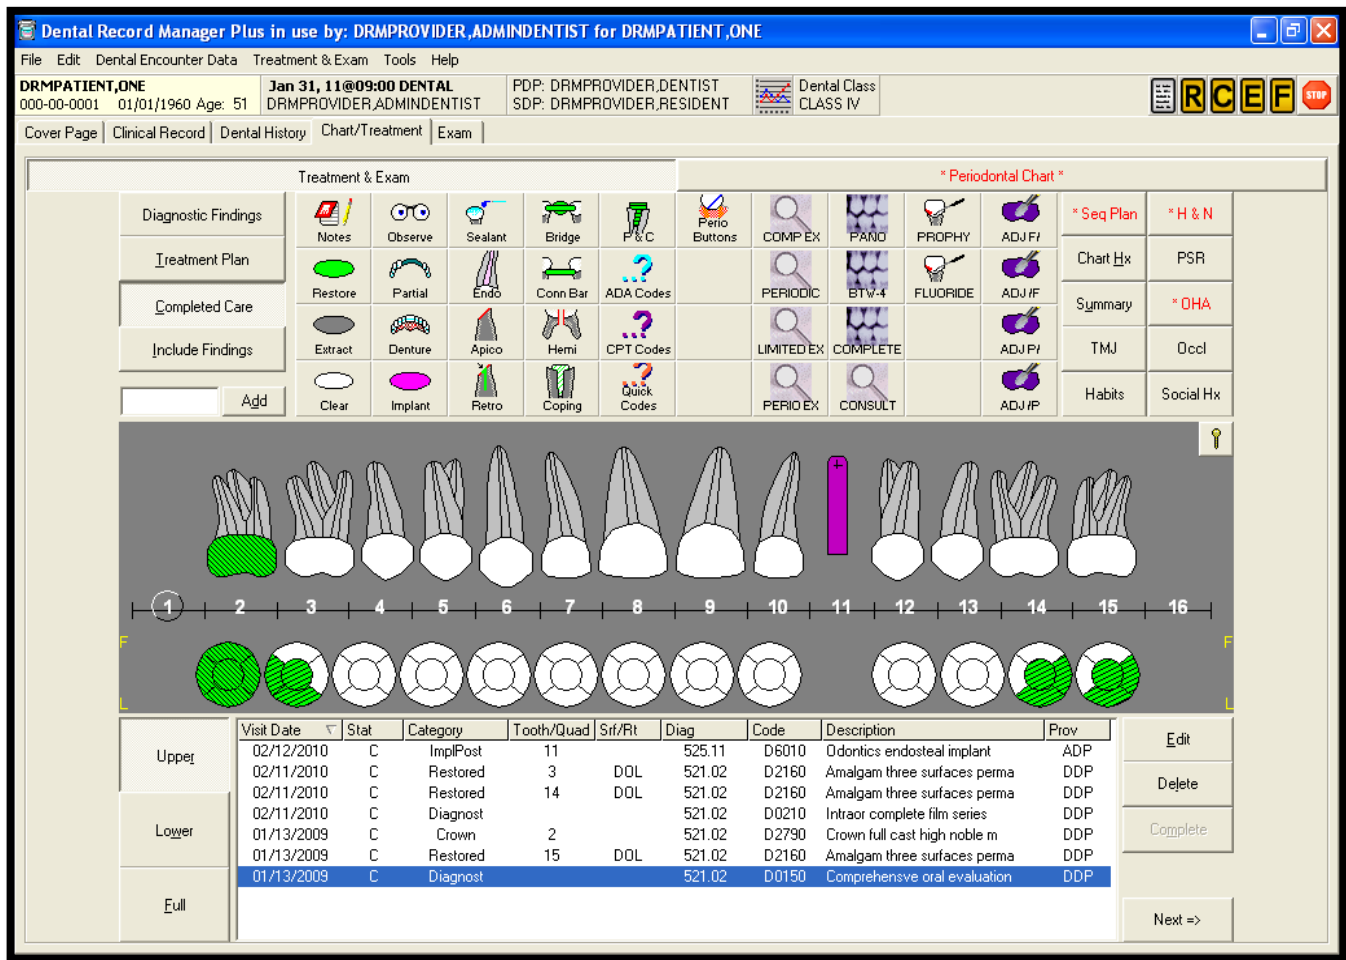 Dental Record Manager Plus in use by: DRMPROVIDER,ADMINDENTIST for DRMPATIENT,ONE
File Edit Dental Encounter Data Treatment & Exam Tools Help
DRMPATIENT,ONE Jan 31, 11@09:00 DENTAL PDP: DRMPROVIDER,DENTIST Dental Class
000-00-0001 01/01/1960 Age: 51 DRMPROVIDER,ADMINDENTIST SDP: DRMPROVIDER,RESIDENT CLASS IV
R C E F STOP
Cover Page Clinical Record Dental History Chart/Treatment Exam
Treatment & Exam * Periodontal Chart *
Diagnostic Findings
Treatment Plan
Completed Care
Include Findings
Add
Notes Observe Sealant Bridge P & C Perio Buttons COMP EX PANO PROPHY ADJ F/
Restore Partial Endo Conn Bar ADA Codes PERIODIC BTW-4 FLUORIDE ADJ /F
Extract Denture Apico Hemi CPT Codes LIMITED EX COMPLETE ADJ P/
Clear Implant Retro Coping Quick Codes PERIO EX CONSULT ADJ /P
* Seq Plan * H & N
Chart Hx PSR
Summary * OHA
TMJ Occl
Habits Social Hx
1 2 3 4 5 6 7 8 9 10 11 12 13 14 15 16
F F
L L
Upper
Lower
Full
Visit Date Stat Category Tooth/Quad Srf/Rt Diag Code Description Prov
02/12/2010 C ImplPost 11 525.11 D6010 Odontics endosteal implant ADP
02/11/2010 C Restored 3 DOL 521.02 D2160 Amalgam three surfaces perma DDP
02/11/2010 C Restored 14 DOL 521.02 D2160 Amalgam three surfaces perma DDP
02/11/2010 C Diagnost 521.02 D0210 Intraor complete film series DDP
01/13/2009 C Crown 2 521.02 D2790 Crown full cast high noble m DDP
01/13/2009 C Restored 15 DOL 521.02 D2160 Amalgam three surfaces perma DDP
01/13/2009 C Diagnost 521.02 D0150 Comprehensve oral evaluation DDP
Edit
Delete
Complete
Next =>